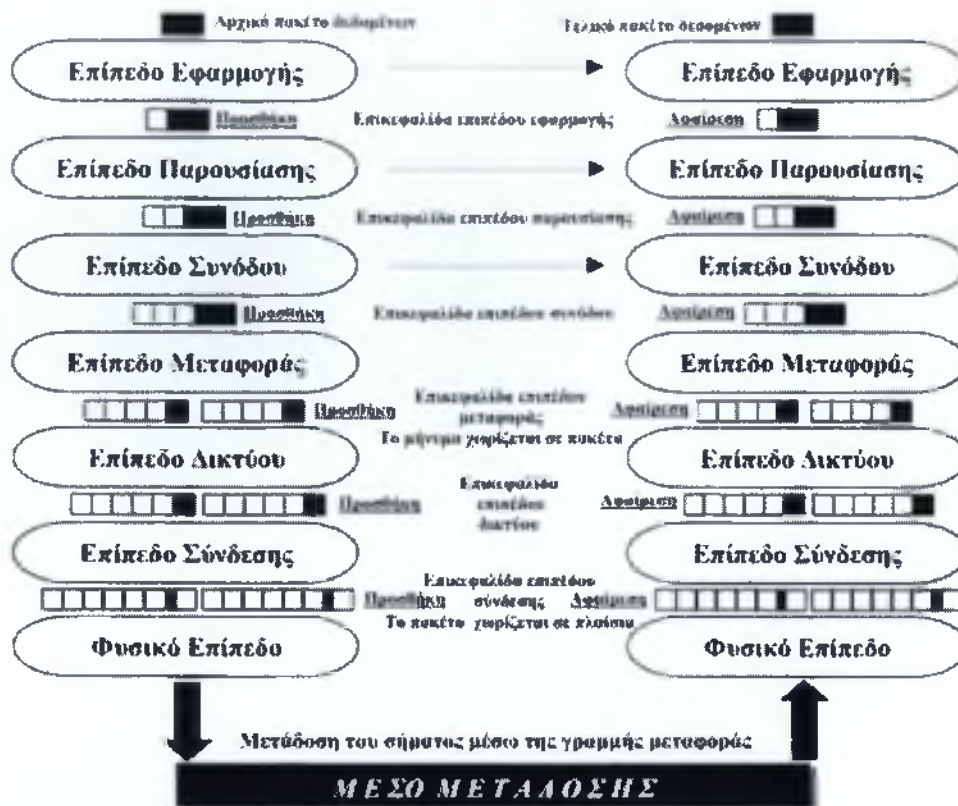 Αρχικό πακέτο δεδομένων Τελικό πακέτο δεδομένων
Επίπεδο Εφαρμογής Επίπεδο Εφαρμογής
Προσθήκη Επικεφαλίδα επιπέδου εφαρμογής Αφαίρεση
Επίπεδο Παρουσίασης Επίπεδο Παρουσίασης
Προσθήκη Επικεφαλίδα επιπέδου παρουσίασης Αφαίρεση
Επίπεδο Συνόδου Επίπεδο Συνόδου
Προσθήκη Επικεφαλίδα επιπέδου συνόδου Αφαίρεση
Επίπεδο Μεταφοράς Επίπεδο Μεταφοράς
Επικεφαλίδα επιπέδου
Προσθήκη μεταφοράς Αφαίρεση
Το μήνυμα χωρίζεται σε πακέτα
Επίπεδο Δικτύου Επίπεδο Δικτύου
Επικεφαλίδα
Προσθήκη επιπέδου Αφαίρεση
δικτύου
Επίπεδο Σύνδεσης Επίπεδο Σύνδεσης
Επικεφαλίδα επιπέδου
Προσθήκη σύνδεσης Αφαίρεση
Το πακέτο χωρίζεται σε πλαίσια
Φυσικό Επίπεδο Φυσικό Επίπεδο
Μετάδοση του σήματος μέσω της γραμμής μεταφοράς
ΜΕΣΟ ΜΕΤΑΔΟΣΗΣ